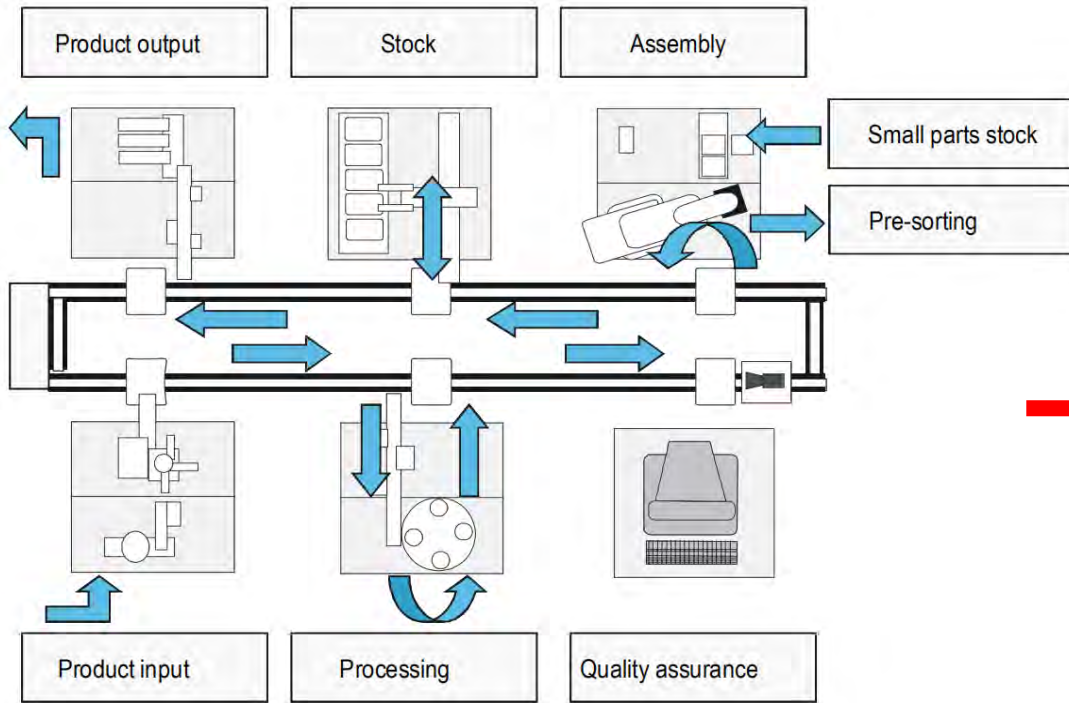 Product output
Stock
Assembly
Small parts stock
Pre-sorting
Product input
Processing
Quality assurance